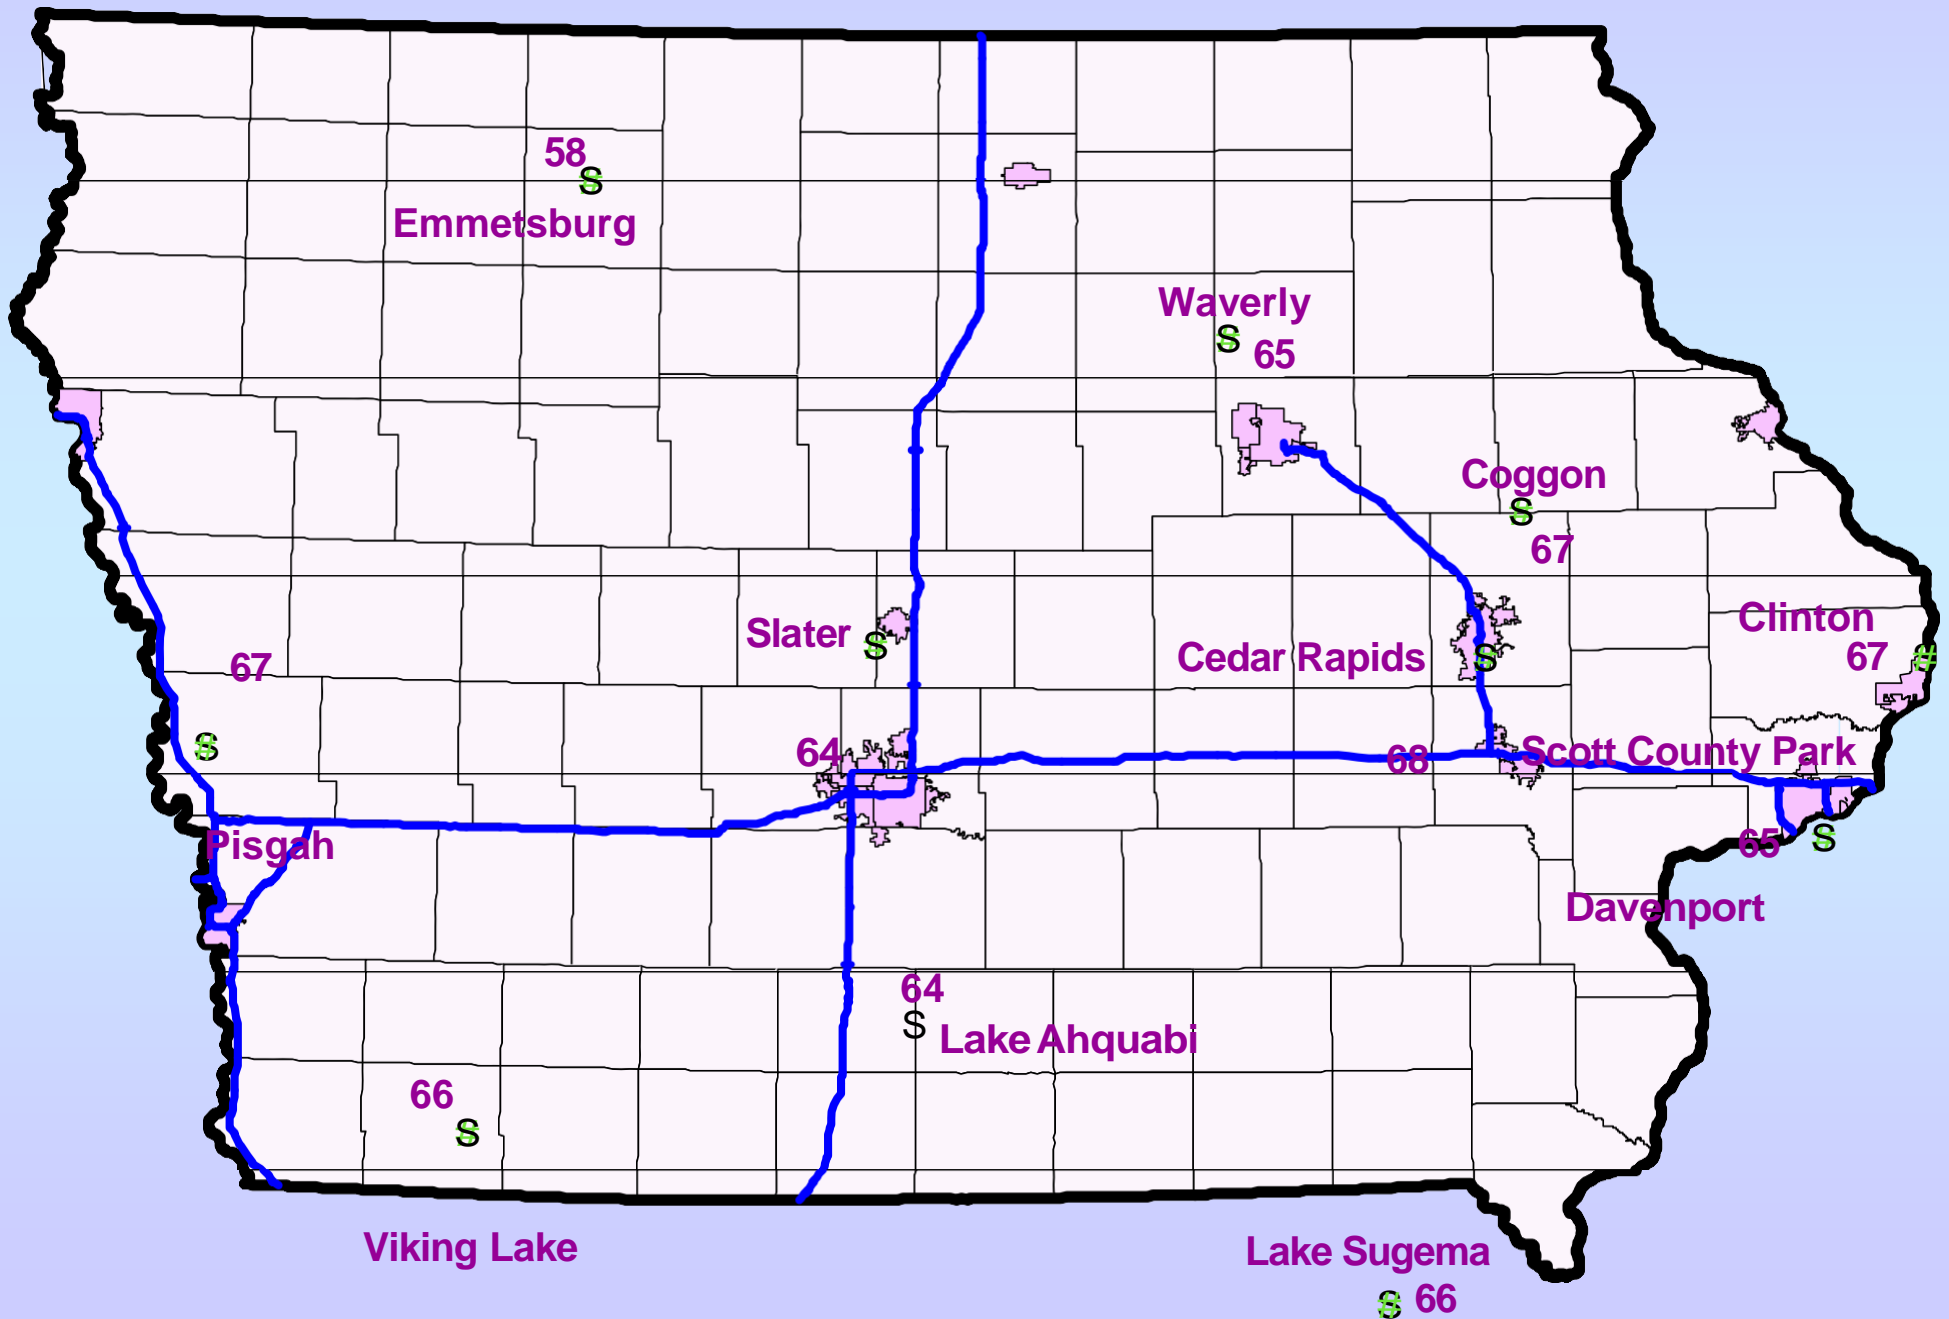 58
Emmetsburg
Waverly
65
Coggon
67
Slater
Cedar Rapids
Clinton
67
67
64
68
Scott County Park
Pisgah
65
Davenport
64
Lake Ahquabi
66
Viking Lake
Lake Sugema
66